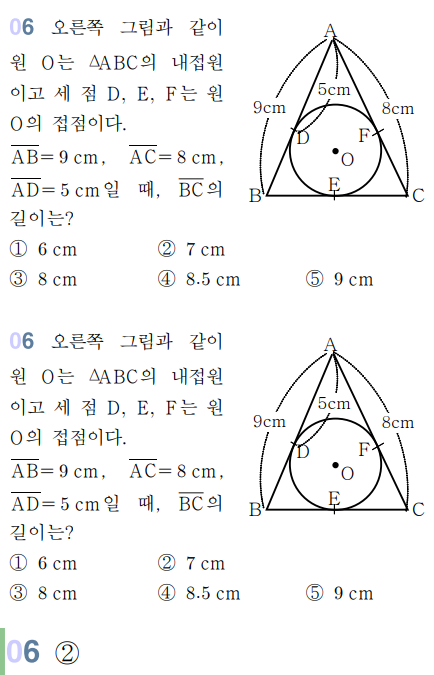 06 오른쪽 그림과 같이
원 O는 △ABC의 내접원
이고 세 점 D, E, F는 원
O의 접점이다.
AB=9 cm, AC=8 cm,
AD=5 cm일 때, BC의
길이는?
① 6 cm ② 7 cm
③ 8 cm ④ 8.5 cm ⑤ 9 cm
A
5cm
9cm
8cm
D
F
O
E
B
C
06 오른쪽 그림과 같이
원 O는 △ABC의 내접원
이고 세 점 D, E, F는 원
O의 접점이다.
AB=9 cm, AC=8 cm,
AD=5 cm일 때, BC의
길이는?
① 6 cm ② 7 cm
③ 8 cm ④ 8.5 cm ⑤ 9 cm
A
5cm
9cm
8cm
D
F
O
E
B
C
06 ②